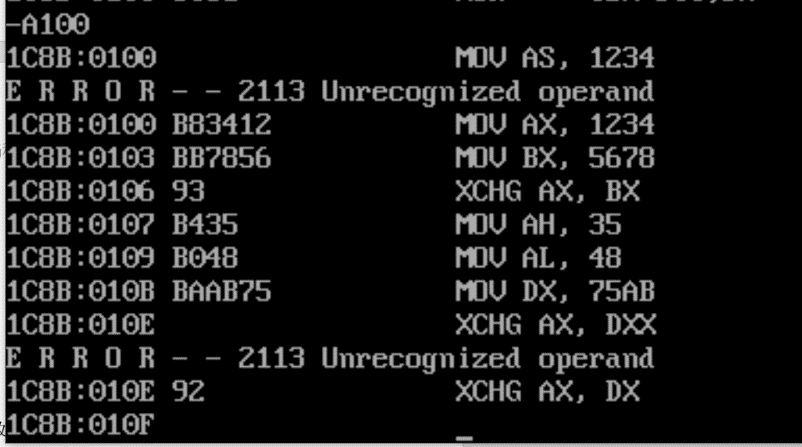 -A100
1C8B:0100 MOV AS, 1234
E R R O R - - 2113 Unrecognized operand
1C8B:0100 B83412 MOV AX, 1234
1C8B:0103 BB7856 MOV BX, 5678
1C8B:0106 93 XCHG AX, BX
1C8B:0107 B435 MOV AH, 35
1C8B:0109 B048 MOV AL, 48
1C8B:010B BAAB75 MOV DX, 75AB
1C8B:010E XCHG AX, DXX
E R R O R - - 2113 Unrecognized operand
1C8B:010E 92 XCHG AX, DX
1C8B:010F _